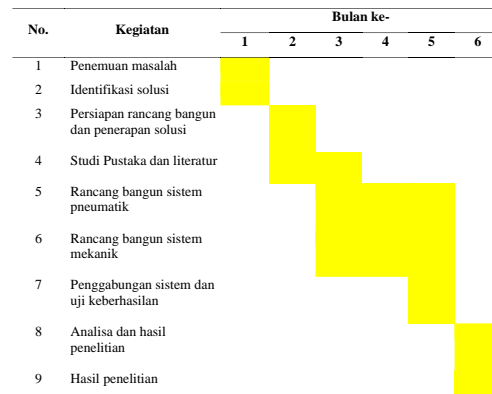 No. Kegiatan Bulan ke-
1 2 3 4 5 6
1 Penemuan masalah
2 Identifikasi solusi
3 Persiapan rancang bangun
dan penerapan solusi
4 Studi Pustaka dan literatur
5 Rancang bangun sistem
pneumatik
6 Rancang bangun sistem
mekanik
7 Penggabungan sistem dan
uji keberhasilan
8 Analisa dan hasil
penelitian
9 Hasil penelitian